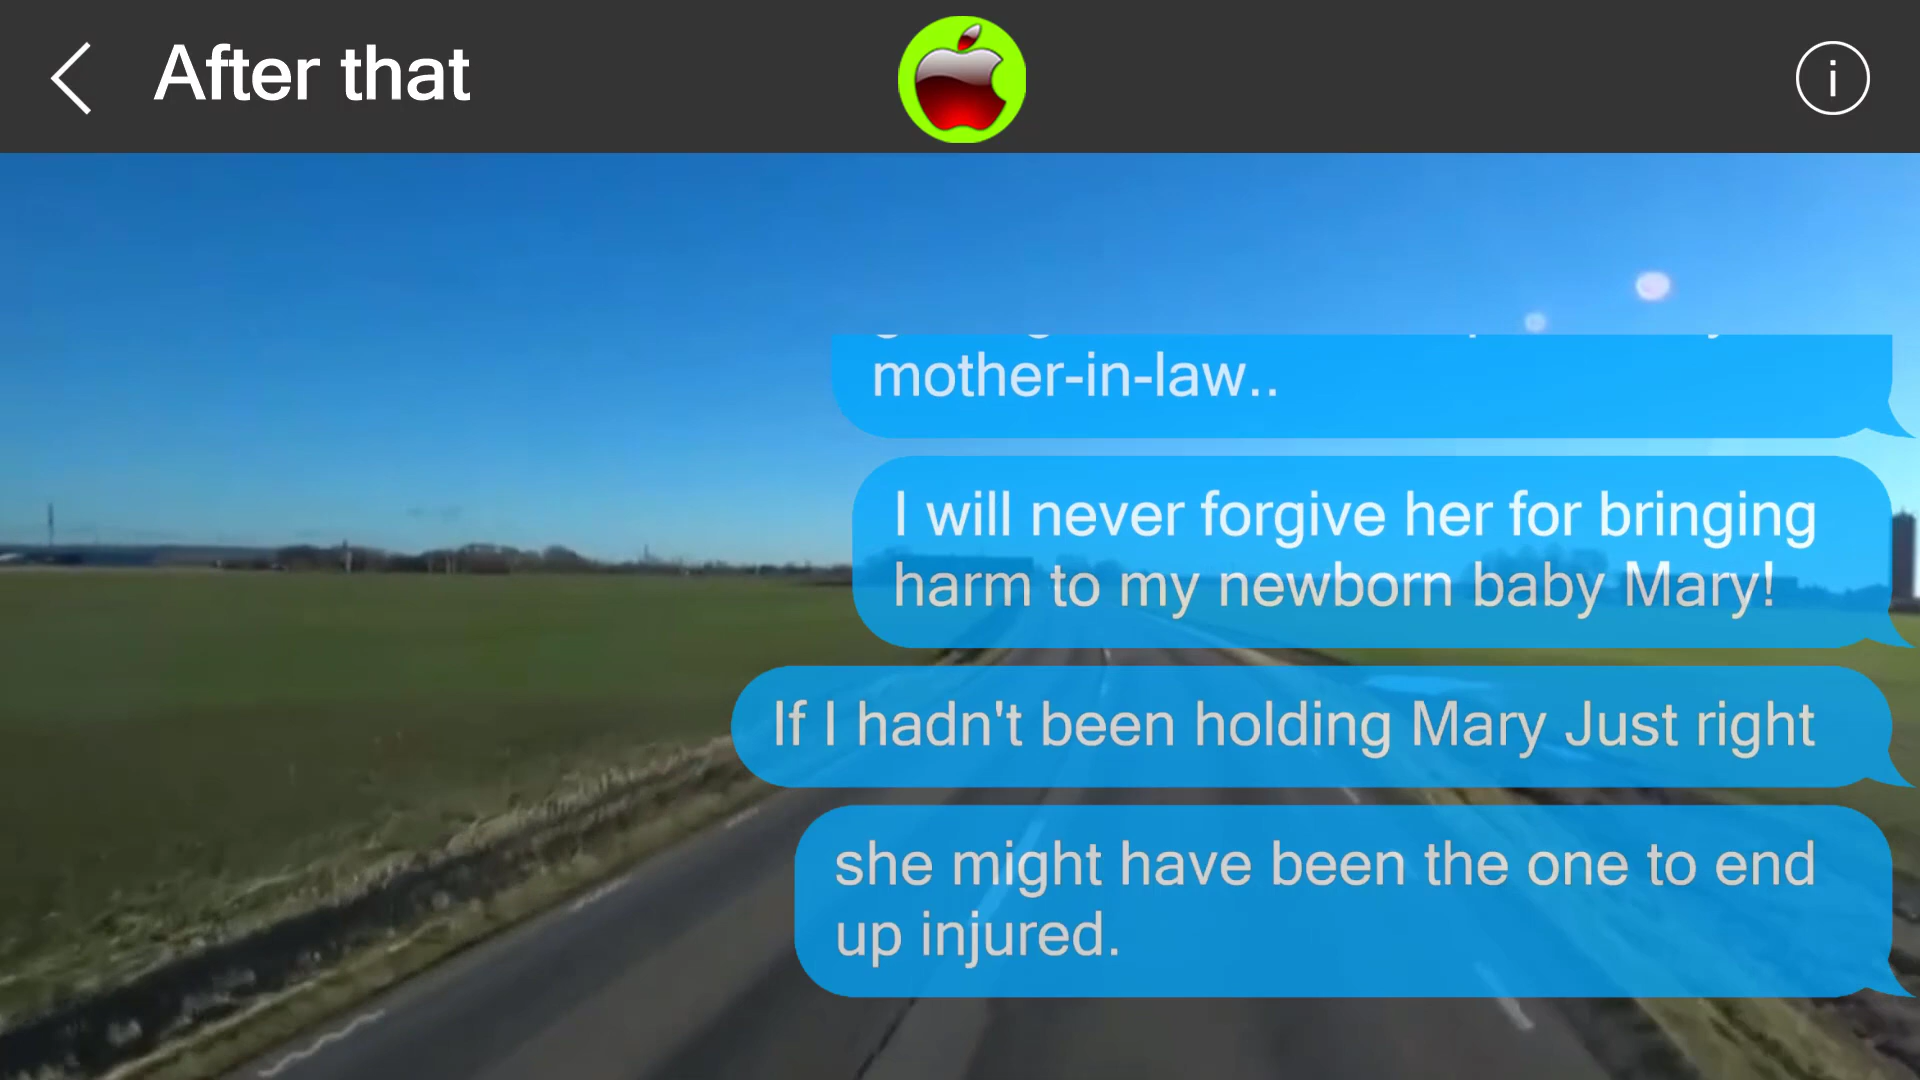 After that
mother-in-law..
I will never forgive her for bringing
harm to my newborn baby Mary!
If I hadn't been holding Mary Just right
she might have been the one to end
up injured.